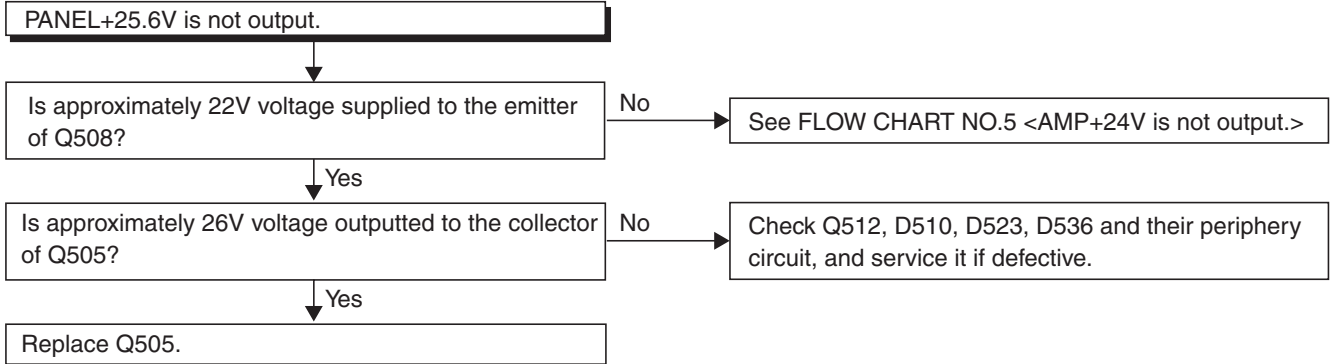 PANEL+25.6V is not output.
Is approximately 22V voltage supplied to the emitter
of Q508?
No
See FLOW CHART NO.5 <AMP+24V is not output.>
Yes
Is approximately 26V voltage outputted to the collector
of Q505?
No
Check Q512, D510, D523, D536 and their periphery
circuit, and service it if defective.
Yes
Replace Q505.